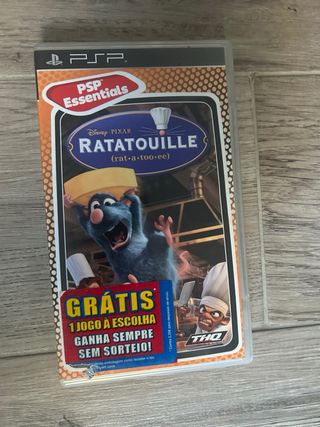 PSP
PSP
Essentials
Disney PIXAR
RATATOUILLE
(rat•a•too•ee)
GRÁTIS
1 JOGO À ESCOLHA
GANHA SEMPRE
SEM SORTEIO!
THQ